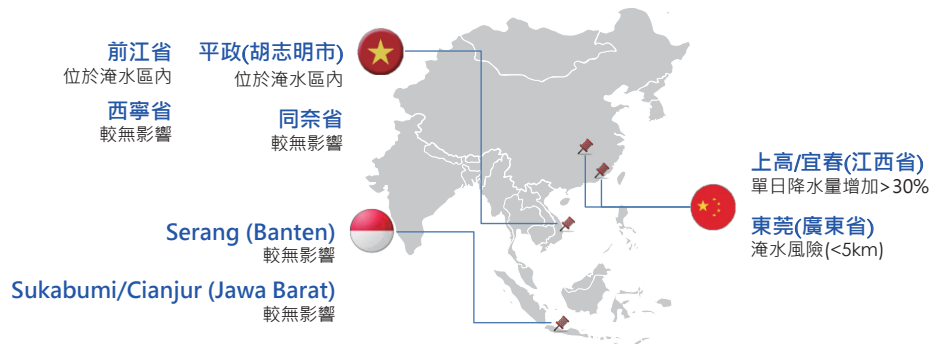 前江省
位於淹水區內
西寧省
較無影響
平政(胡志明市)
位於淹水區內
同奈省
較無影響
Serang (Banten)
較無影響
Sukabumi/Cianjur (Jawa Barat)
較無影響
上高/宜春(江西省)
單日降水量增加>30%
東莞(廣東省)
淹水風險(<5km)